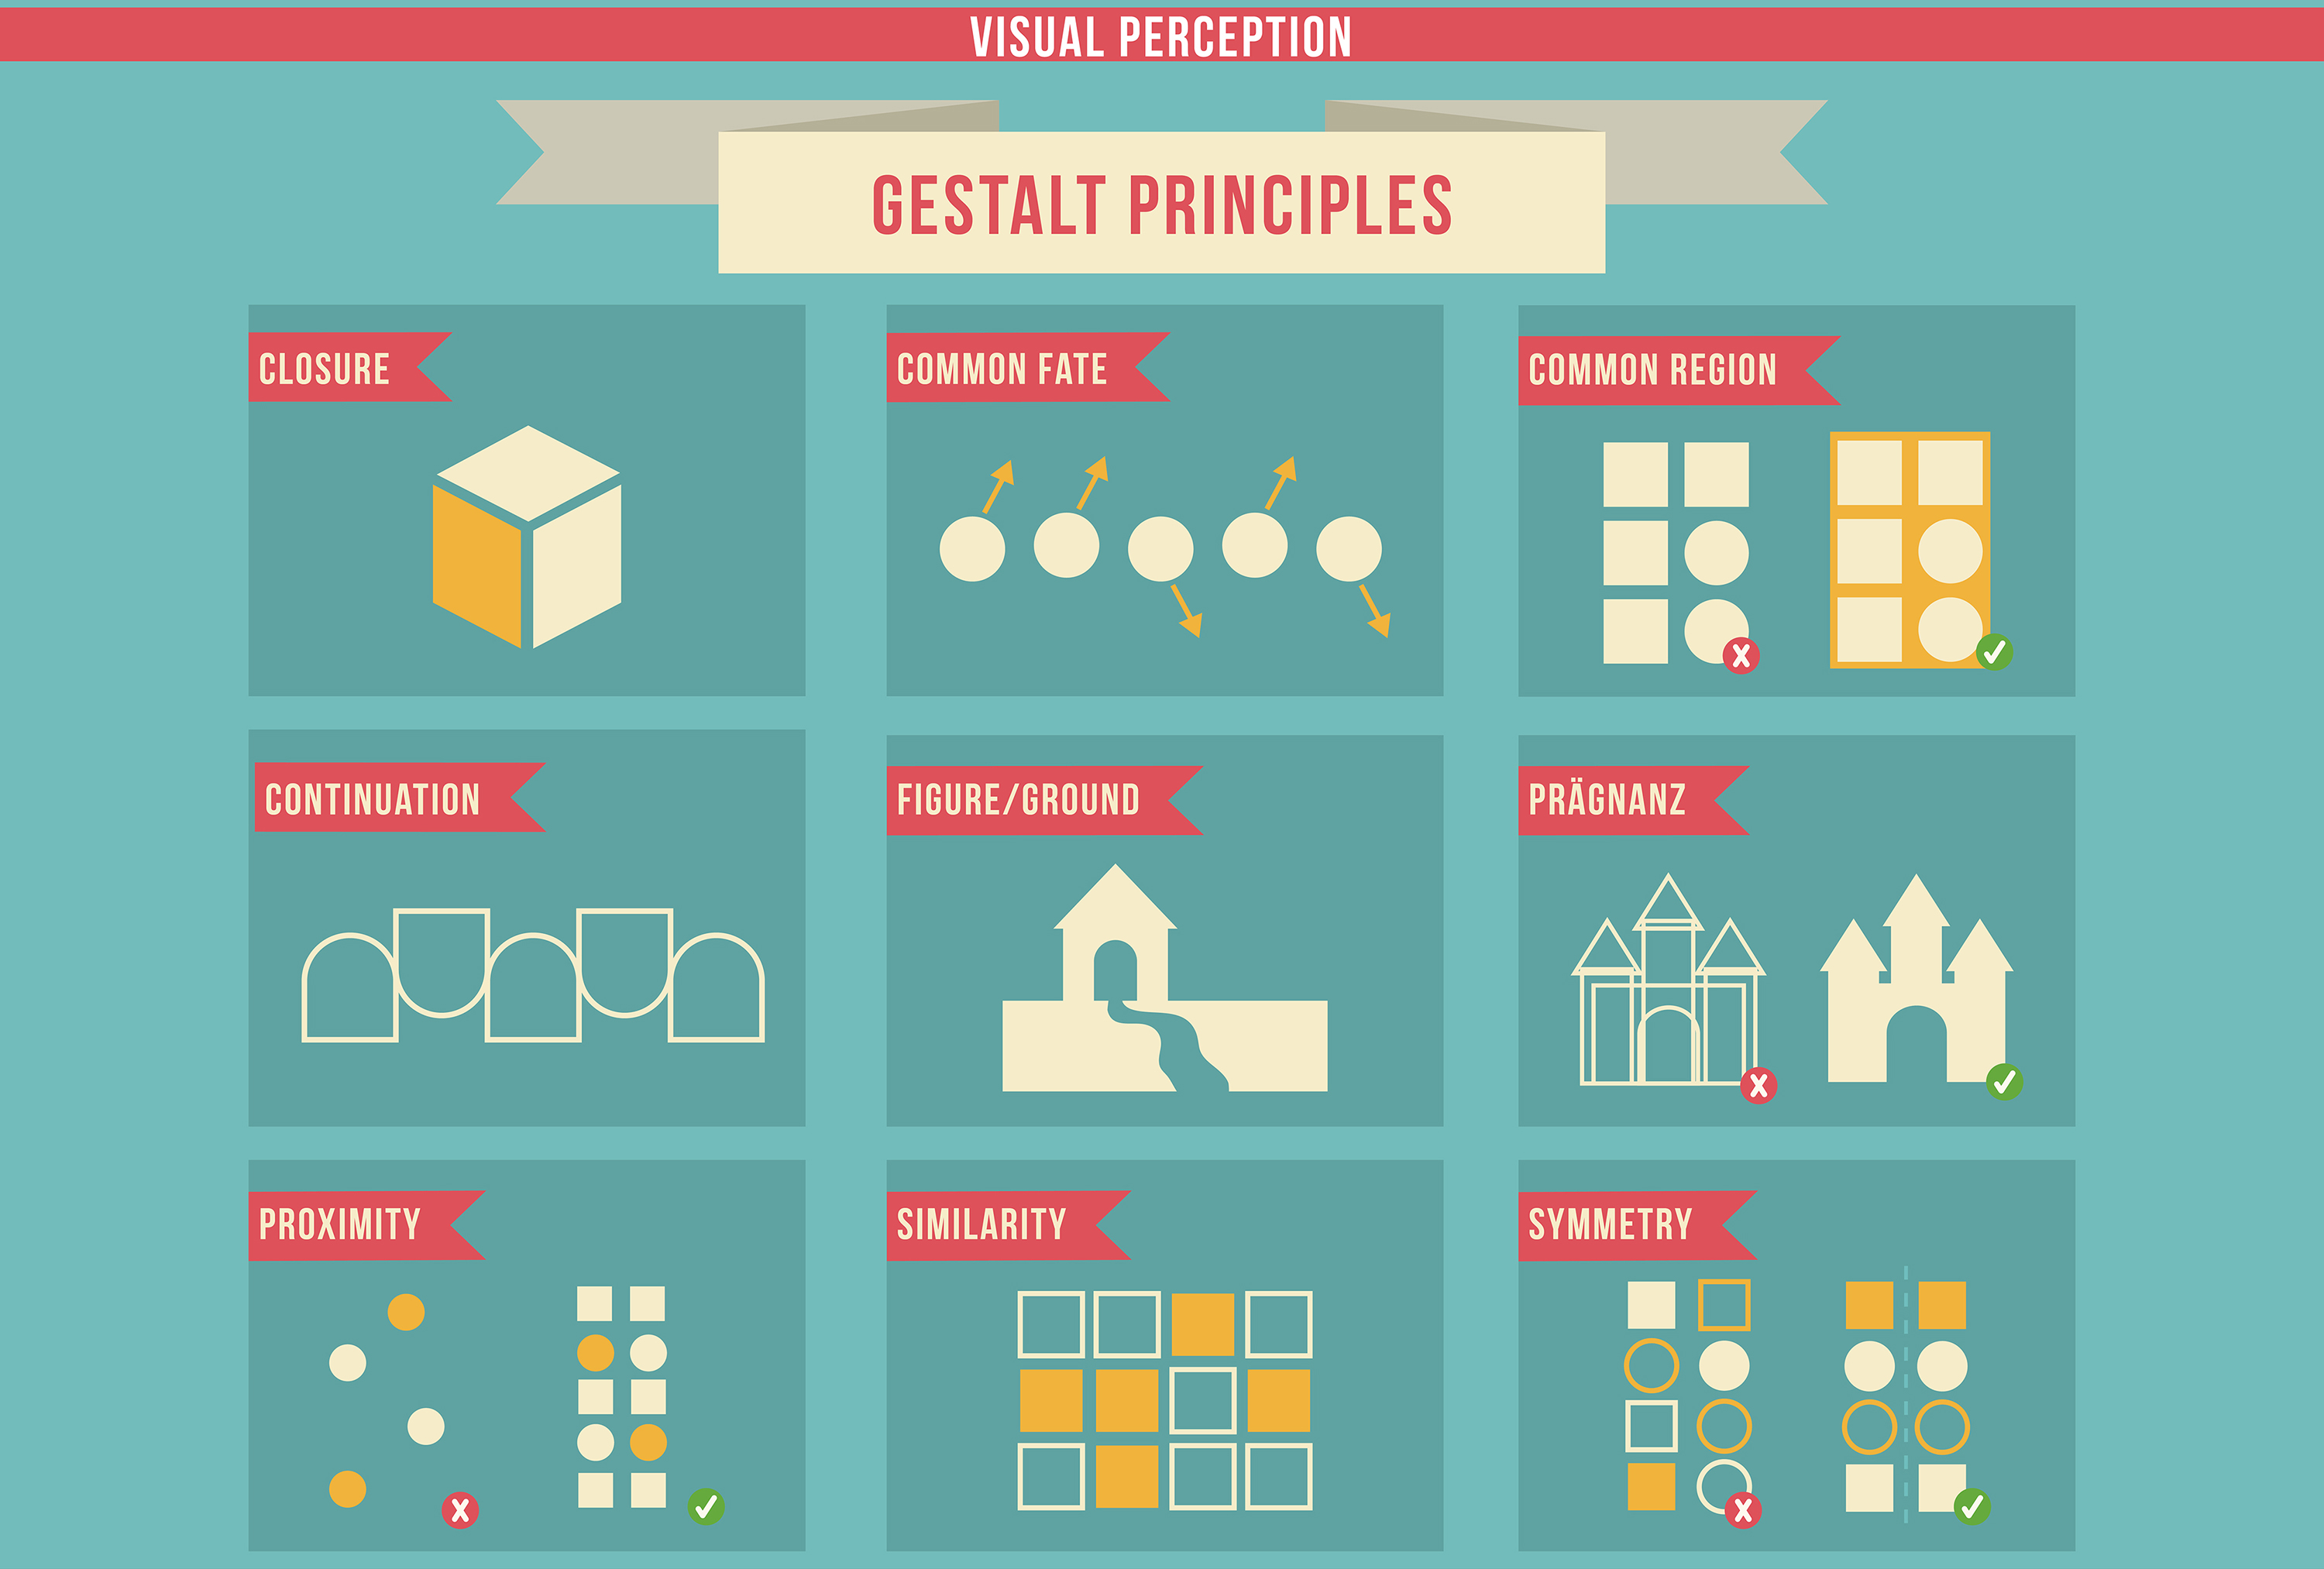 VISUAL PERCEPTION
GESTALT PRINCIPLES
CLOSURE
COMMON FATE
COMMON REGION
CONTINUATION
FIGURE/GROUND
PRÄGNANZ
PROXIMITY
SIMILARITY
SYMMETRY